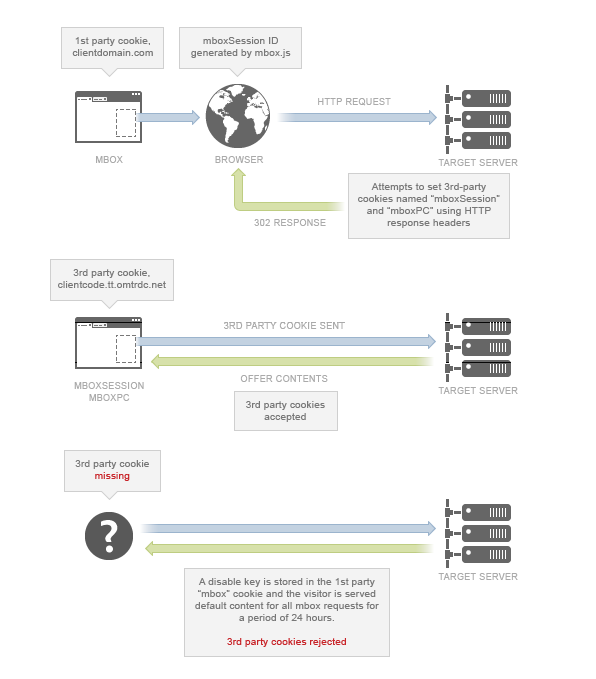 1st party cookie,
clientdomain.com
mboxSession ID
generated by mbox.js
HTTP REQUEST
MBOX
BROWSER
TARGET SERVER
Attempts to set 3rd-party
cookies named “mboxSession”
and “mboxPC” using HTTP
response headers
302 RESPONSE
3rd party cookie,
clientcode.tt.omtrdc.net
3RD PARTY COOKIE SENT
OFFER CONTENTS
MBOXSESSION
MBOXPC
TARGET SERVER
3rd party cookies
accepted
3rd party cookie
missing
?
TARGET SERVER
A disable key is stored in the 1st party
“mbox” cookie and the visitor is served
default content for all mbox requests for
a period of 24 hours.
3rd party cookies rejected